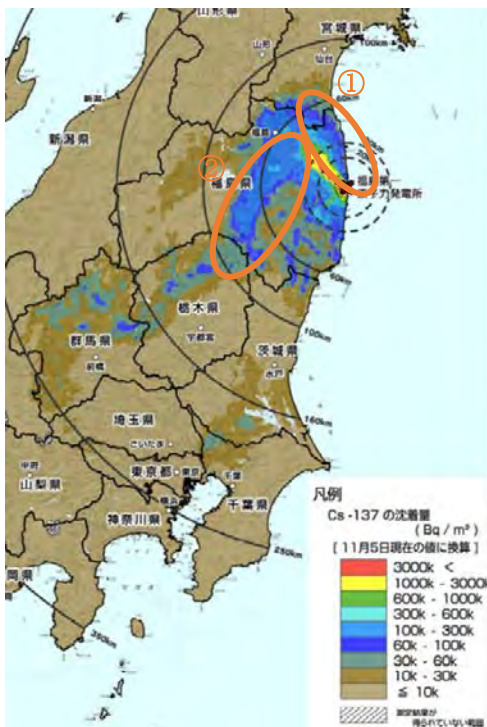 山形県
宮城県
山形
仙台
100km
①
新潟
60km
新潟県
福島
②
福島県
福島第一
原子力発電所
60km
栃木県
100km
宇都宮
群馬県
前橋
茨城県
水戸
160km
埼玉県
さいたま
甲府
東京都
東京
千葉
山梨県
横浜
千葉県
神奈川県
250km
岡県
350km
凡例
Cs-137 の沈着量
( Bq / m² )
[ 11月5日現在の値に換算 ]
3000k <
1000k - 3000k
600k - 1000k
300k - 600k
100k - 300k
60k - 100k
30k - 60k
10k - 30k
≦ 10k
測定結果が
得られていない範囲